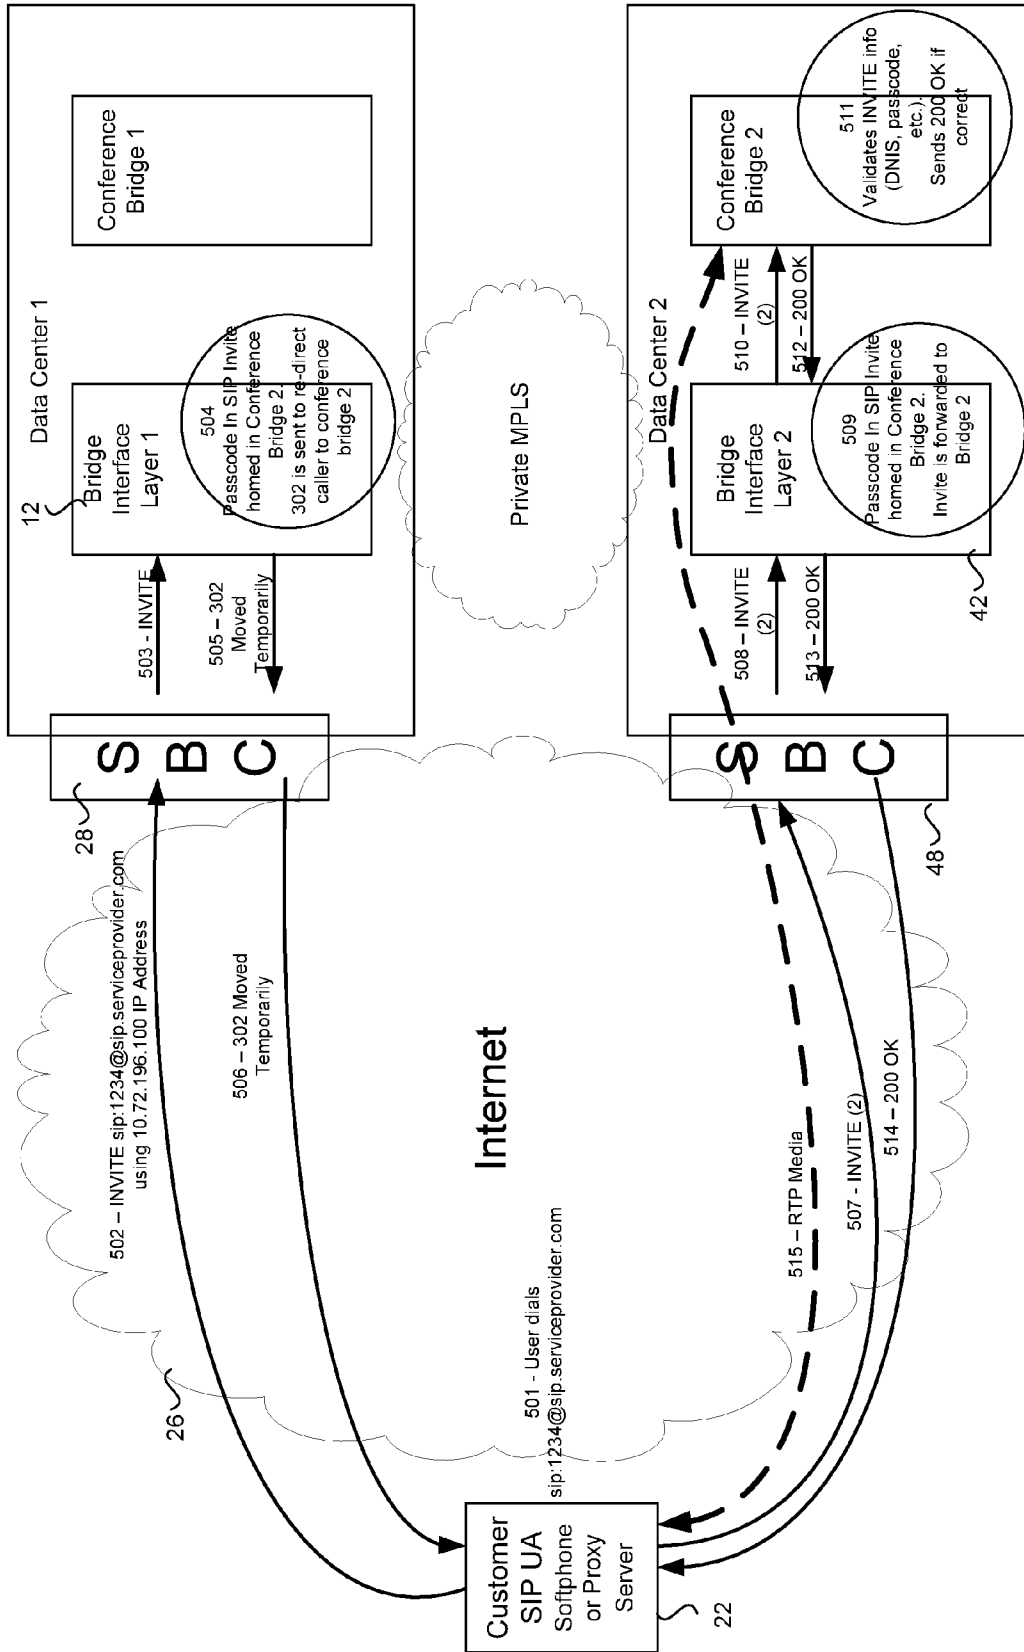 Customer
SIP UA
Softphone
or Proxy
Server
22
501 - User dials
sip:1234@sip.serviceprovider.com
26
Internet
502 – INVITE sip:1234@sip.serviceprovider.com
using 10.72.196.100 IP Address
506 – 302 Moved
Temporarily
515 – RTP Media
507 - INVITE (2)
514 – 200 OK
28
S
B
C
48
S
B
C
Data Center 1
503 - INVITE
505 – 302
Moved
Temporarily
12
Bridge
Interface
Layer 1
504
Passcode In SIP Invite
homed in Conference
Bridge 2.
302 is sent to re-direct
caller to conference
bridge 2
Conference
Bridge 1
Private MPLS
Data Center 2
508 – INVITE
(2)
513 – 200 OK
42
Bridge
Interface
Layer 2
509
Passcode In SIP Invite
homed in Conference
Bridge 2.
Invite is forwarded to
Bridge 2
510 – INVITE
(2)
512 – 200 OK
Conference
Bridge 2
511
Validates INVITE info
(DNIS, passcode,
etc.).
Sends 200 OK if
correct